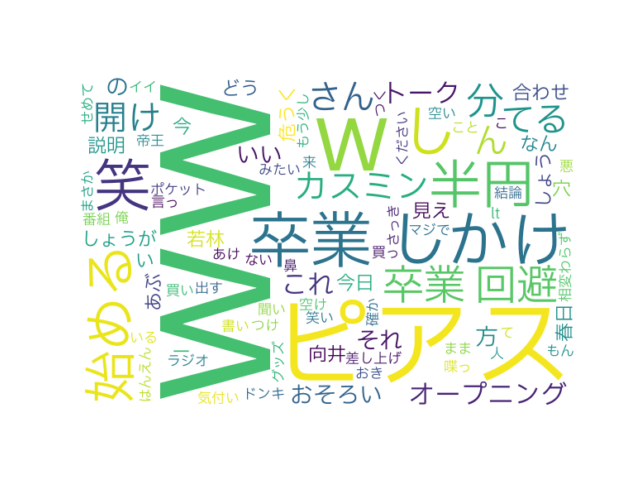 せめて
イイ
の
どう
さん
つく
トーク
分
合わせ
開け
今
危うく
もう少し
てる
説明
帝王
WWWW
w
し
ん
ください
空い
こと
こ
なん
いい
みたい
来
しょう
悪
穴
まさか
笑
ポケット
言っ
カスミン
半円
結論
番組
俺
卒業
見え
lt
しかけ
買っ
さっき
マジで
相変わらず
しょうが
若林
あけ
ない
鼻
い
始める
あぶ
買い
出す
これ
今日
卒業
回避
聞い
空け
確か
春日
ピアス
はんえん
いる
ラジオ
書い
つけ
笑い
グッズ
向井
差し上げ
それ
方
て
まま
人
もん
気付い
ドンキ
おそろい
おき
喋っ
オープニング